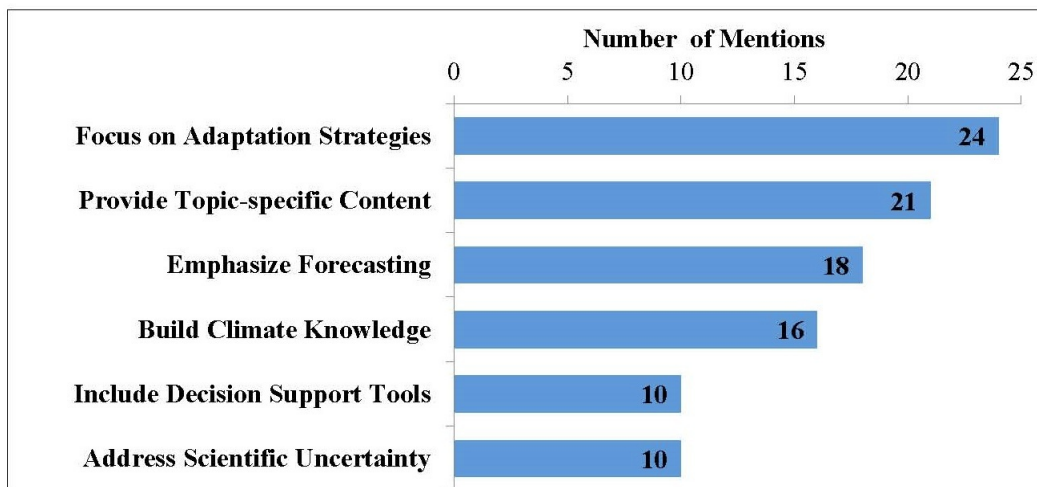 Number of Mentions
0 5 10 15 20 25
Focus on Adaptation Strategies 24
Provide Topic-specific Content 21
Emphasize Forecasting 18
Build Climate Knowledge 16
Include Decision Support Tools 10
Address Scientific Uncertainty 10